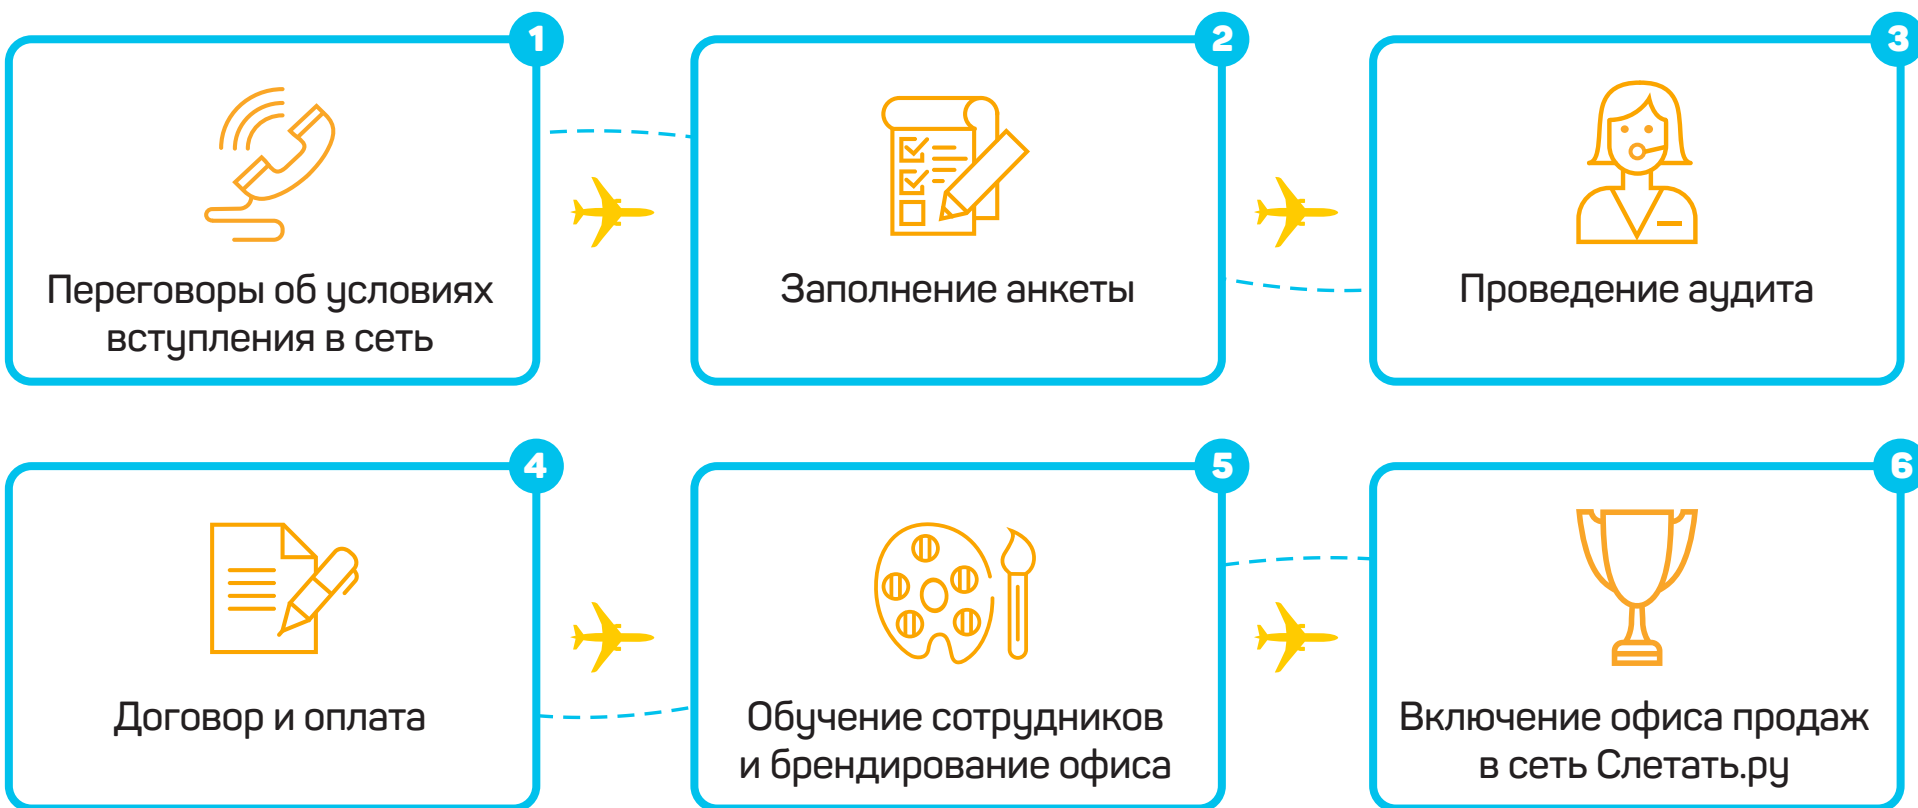 1
Переговоры об условиях
вступления в сеть
2
Заполнение анкеты
3
Проведение аудита
4
Договор и оплата
5
Обучение сотрудников
и брендирование офиса
6
Включение офиса продаж
в сеть Слетать.ру